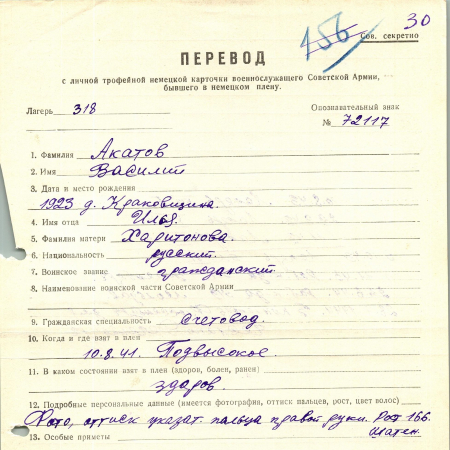 30
156
Сов. секретно
ПЕРЕВОД
с личной трофейной немецкой карточки военнослужащего Советской Армии,
бывшего в немецком плену.
Лагерь 318
Опознавательный знак
№ 72117
1. Фамилия Акатов
2. Имя Василий
3. Дата и место рождения
1923 д. Краковщина
4. Имя отца Илья
5. Фамилия матери Харитонова.
6. Национальность русский.
7. Воинское звание гражданский.
8. Наименование воинской части Советской Армии
9. Гражданская специальность счетовод.
10. Когда и где взят в плен
10.8.41. Подвысокое.
11. В каком состоянии взят в плен (здоров, болен, ранен)
здоров.
12. Подробные персональные данные (имеется фотография, оттиск пальцев, рост, цвет волос)
Фото, оттиск указат. пальца правой руки. Рост 166.
шатен.
13. Особые приметы